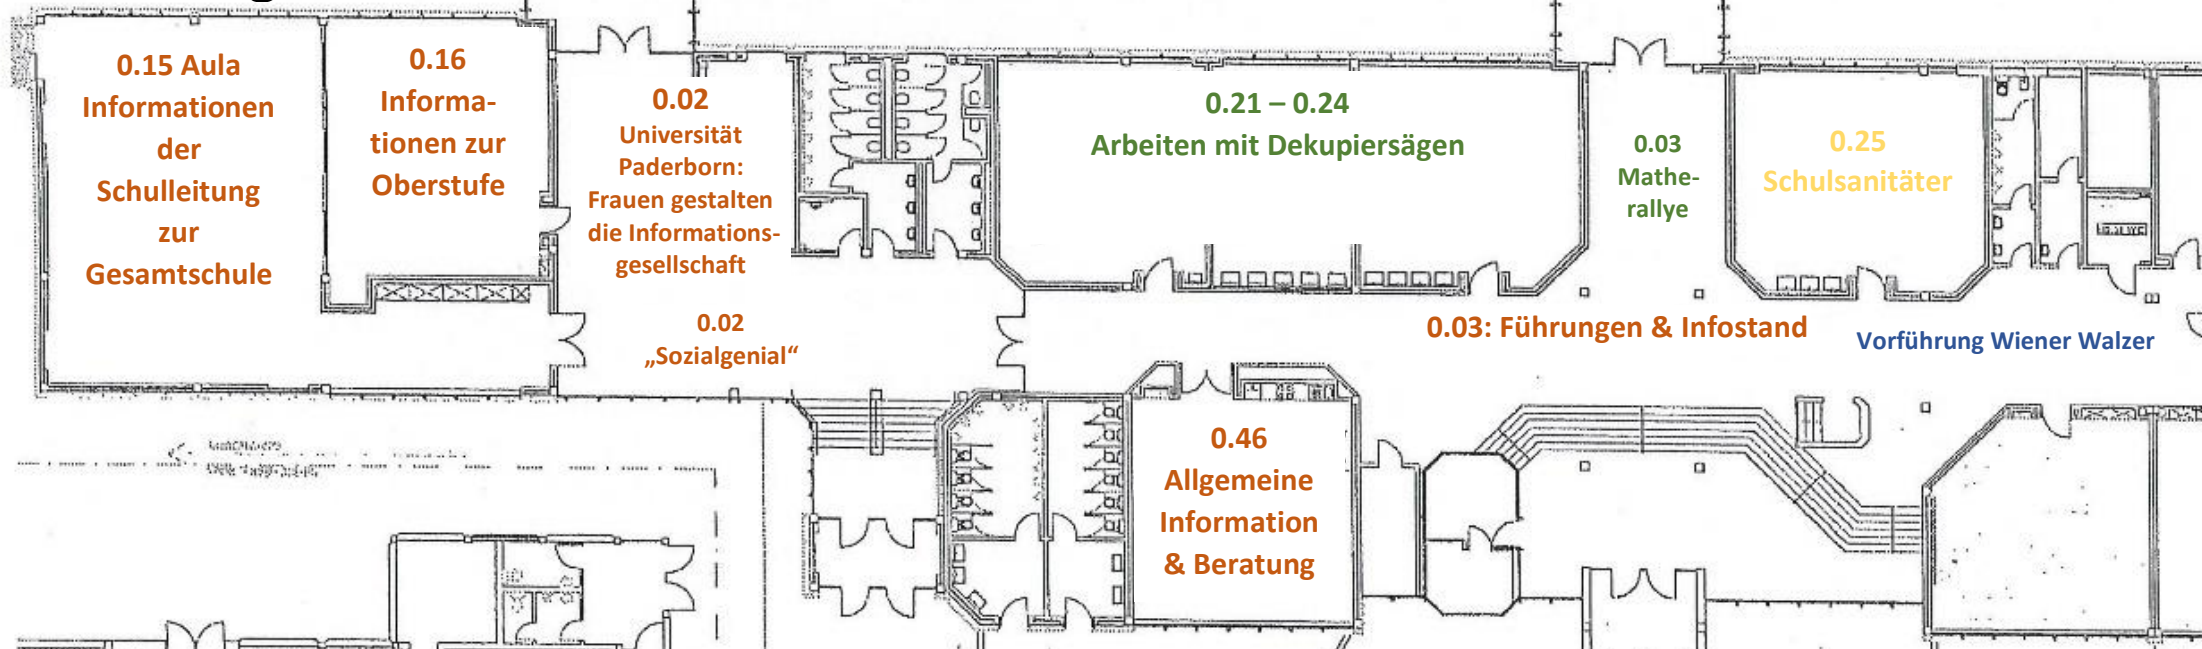 0.15 Aula
Informationen
der
Schulleitung
zur
Gesamtschule
0.16
Informa-
tionen zur
Oberstufe
0.02
Universität
Paderborn:
Frauen gestalten
die Informations-
gesellschaft
0.02
„Sozialgenial“
0.21 – 0.24
Arbeiten mit Dekupiersägen
0.03
Mathe-
rallye
0.25
Schulsanitäter
0.03: Führungen & Infostand
Vorführung Wiener Walzer
0.46
Allgemeine
Information
& Beratung